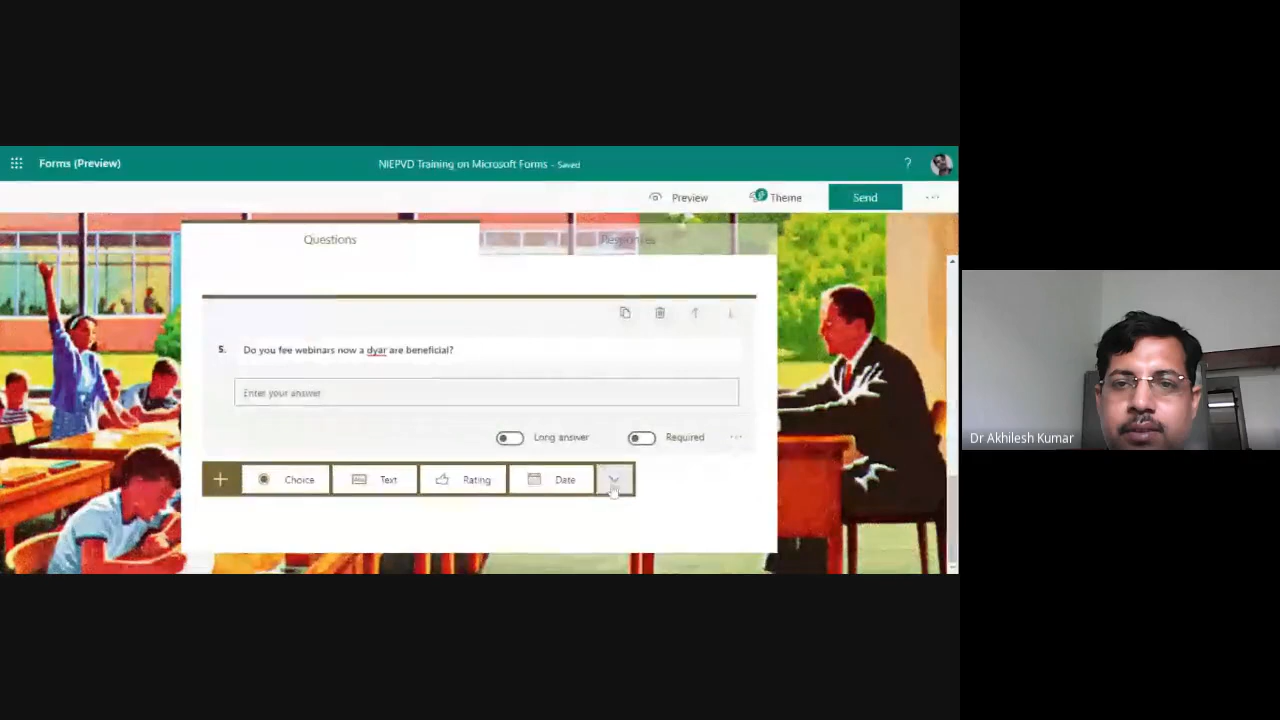 Forms (Preview)
NIEPVD Training on Microsoft Forms - Saved
?
Preview
Theme
Send
Questions
Responses
5. Do you fee webinars now a dyar are beneficial?
Enter your answer
Long answer
Required
+ Choice Text Rating Date
Dr Akhilesh Kumar